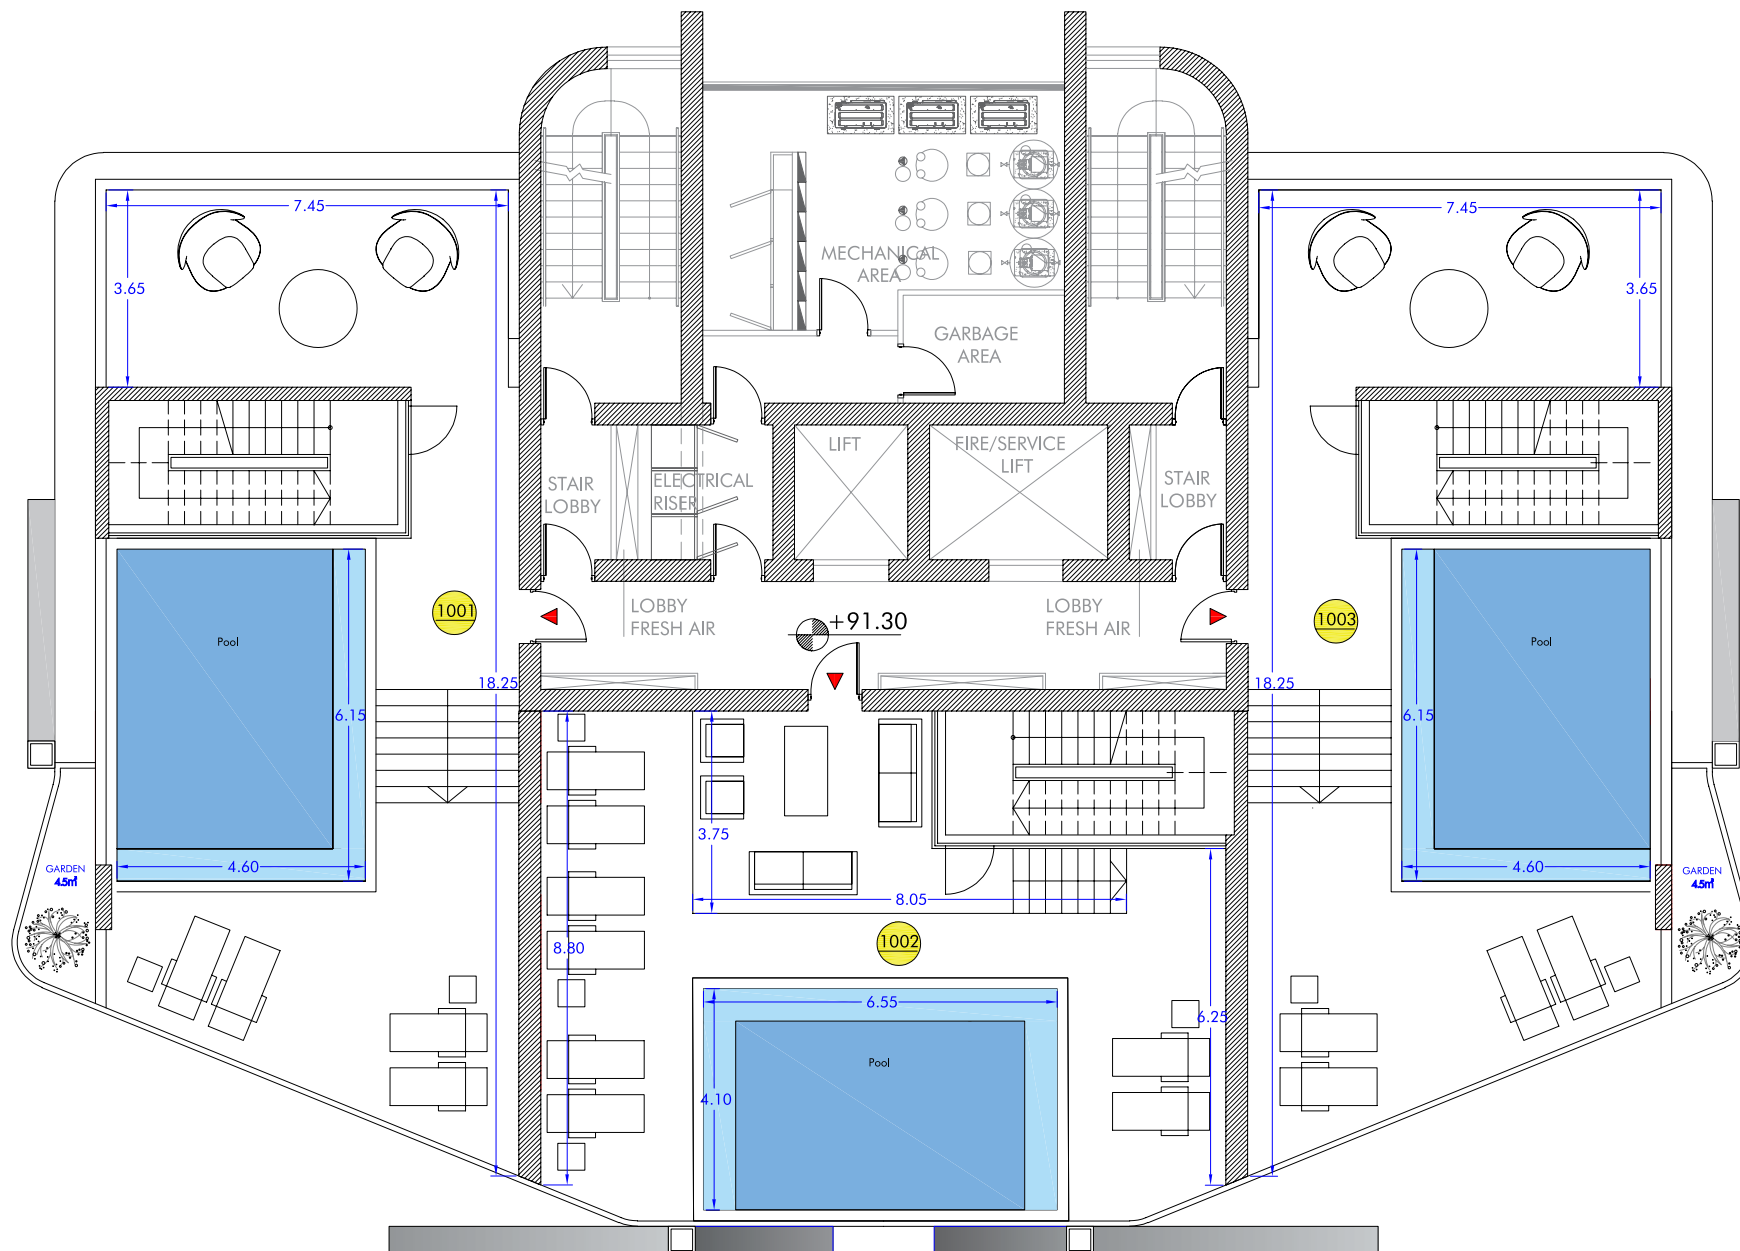 7.45
7.45
3.65
MECHANICAL
AREA
3.65
GARBAGE
AREA
LIFT
FIRE/SERVICE
LIFT
STAIR
LOBBY
ELECTRICAL
RISER
STAIR
LOBBY
1001
LOBBY
FRESH AIR
+91.30
LOBBY
FRESH AIR
1003
Pool
Pool
18.25
18.25
6.15
6.15
3.75
4.60
4.60
GARDEN
4.5m²
GARDEN
4.5m²
8.05
1002
8.80
6.55
6.25
Pool
4.10